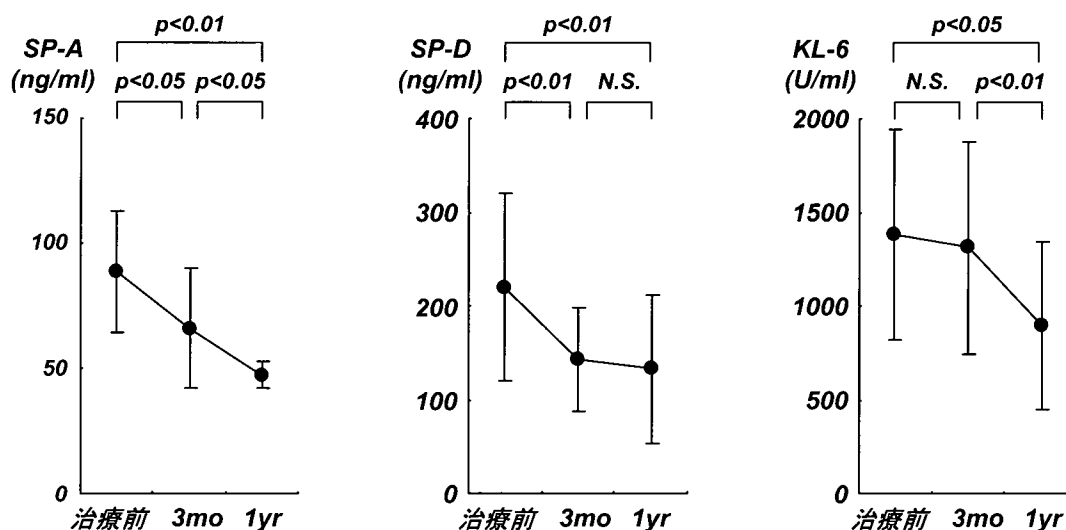 p<0.01
SP-A
(ng/ml)
p<0.05 p<0.05
150
100
50
0
治療前 3mo 1yr
p<0.01
SP-D
(ng/ml)
p<0.01 N.S.
400
300
200
100
0
治療前 3mo 1yr
p<0.05
KL-6
(U/ml)
N.S. p<0.01
2000
1500
1000
500
0
治療前 3mo 1yr